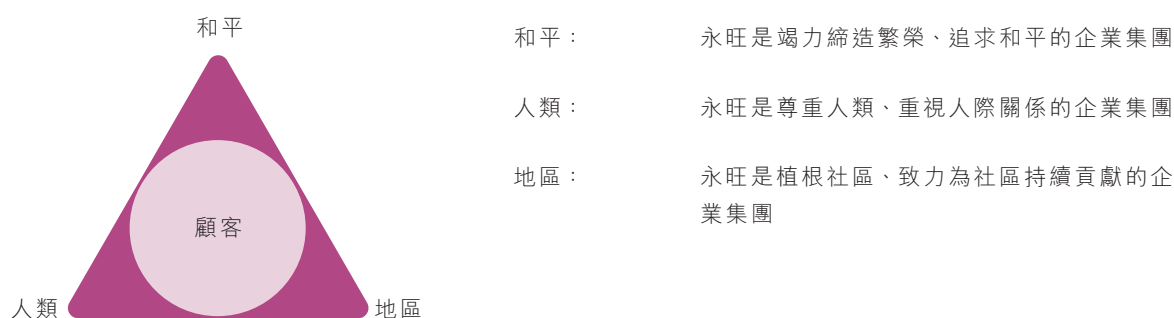 和平
顧客
人類
地區
和平： 永旺是竭力締造繁榮、追求和平的企業集團
人類： 永旺是尊重人類、重視人際關係的企業集團
地區： 永旺是植根社區、致力為社區持續貢獻的企
業集團